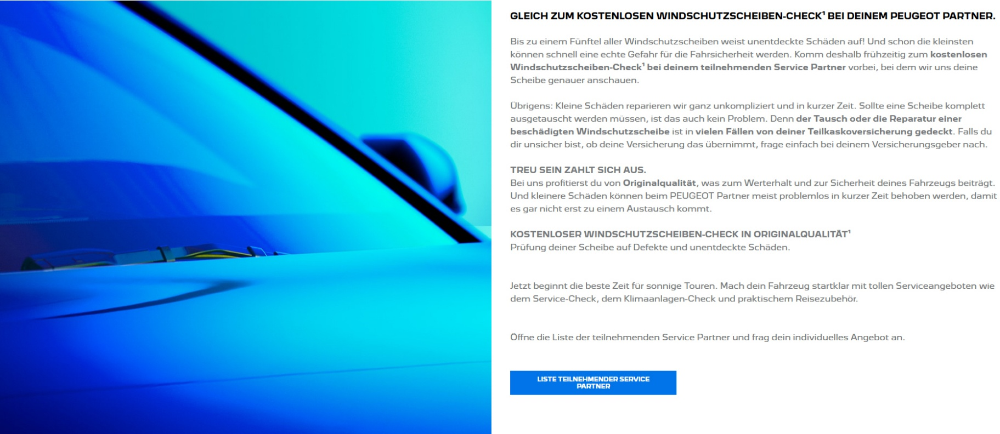 GLEICH ZUM KOSTENLOSEN WINDSCHUTZSCHEIBEN-CHECK¹ BEI DEINEM PEUGEOT PARTNER.
Bis zu einem Fünftel aller Windschutzscheiben weist unentdeckte Schäden auf! Und schon die kleinsten
können schnell eine echte Gefahr für die Fahrsicherheit werden. Komm deshalb frühzeitig zum kostenlosen
Windschutzscheiben-Check¹ bei deinem teilnehmenden Service Partner vorbei, bei dem wir uns deine
Scheibe genauer anschauen.
Übrigens: Kleine Schäden reparieren wir ganz unkompliziert und in kurzer Zeit. Sollte eine Scheibe komplett
ausgetauscht werden müssen, ist das auch kein Problem. Denn der Tausch oder die Reparatur einer
beschädigten Windschutzscheibe ist in vielen Fällen von deiner Teilkaskoversicherung gedeckt. Falls du
dir unsicher bist, ob deine Versicherung das übernimmt, frage einfach bei deinem Versicherungsgeber nach.
TREU SEIN ZAHLT SICH AUS.
Bei uns profitierst du von Originalqualität, was zum Werterhalt und zur Sicherheit deines Fahrzeugs beiträgt.
Und kleinere Schäden können beim PEUGEOT Partner meist problemlos in kurzer Zeit behoben werden, damit
es gar nicht erst zu einem Austausch kommt.
KOSTENLOSER WINDSCHUTZSCHEIBEN-CHECK IN ORIGINALQUALITÄT¹
Prüfung deiner Scheibe auf Defekte und unentdeckte Schäden.
Jetzt beginnt die beste Zeit für sonnige Touren. Mach dein Fahrzeug startklar mit tollen Serviceangeboten wie
dem Service-Check, dem Klimaanlagen-Check und praktischem Reisezubehör.
Öffne die Liste der teilnehmenden Service Partner und frag dein individuelles Angebot an.
LISTE TEILNEHMENDER SERVICE
PARTNER